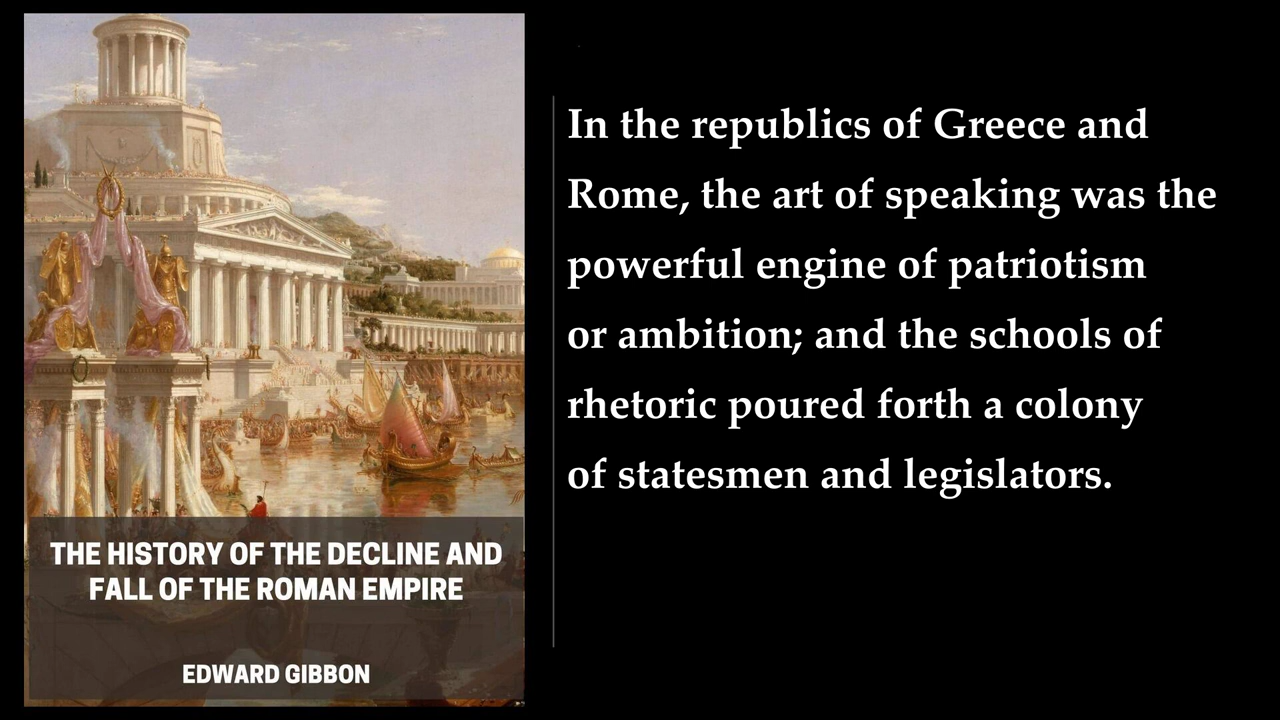 THE HISTORY OF THE DECLINE AND
FALL OF THE ROMAN EMPIRE
EDWARD GIBBON
In the republics of Greece and
Rome, the art of speaking was the
powerful engine of patriotism
or ambition; and the schools of
rhetoric poured forth a colony
of statesmen and legislators.